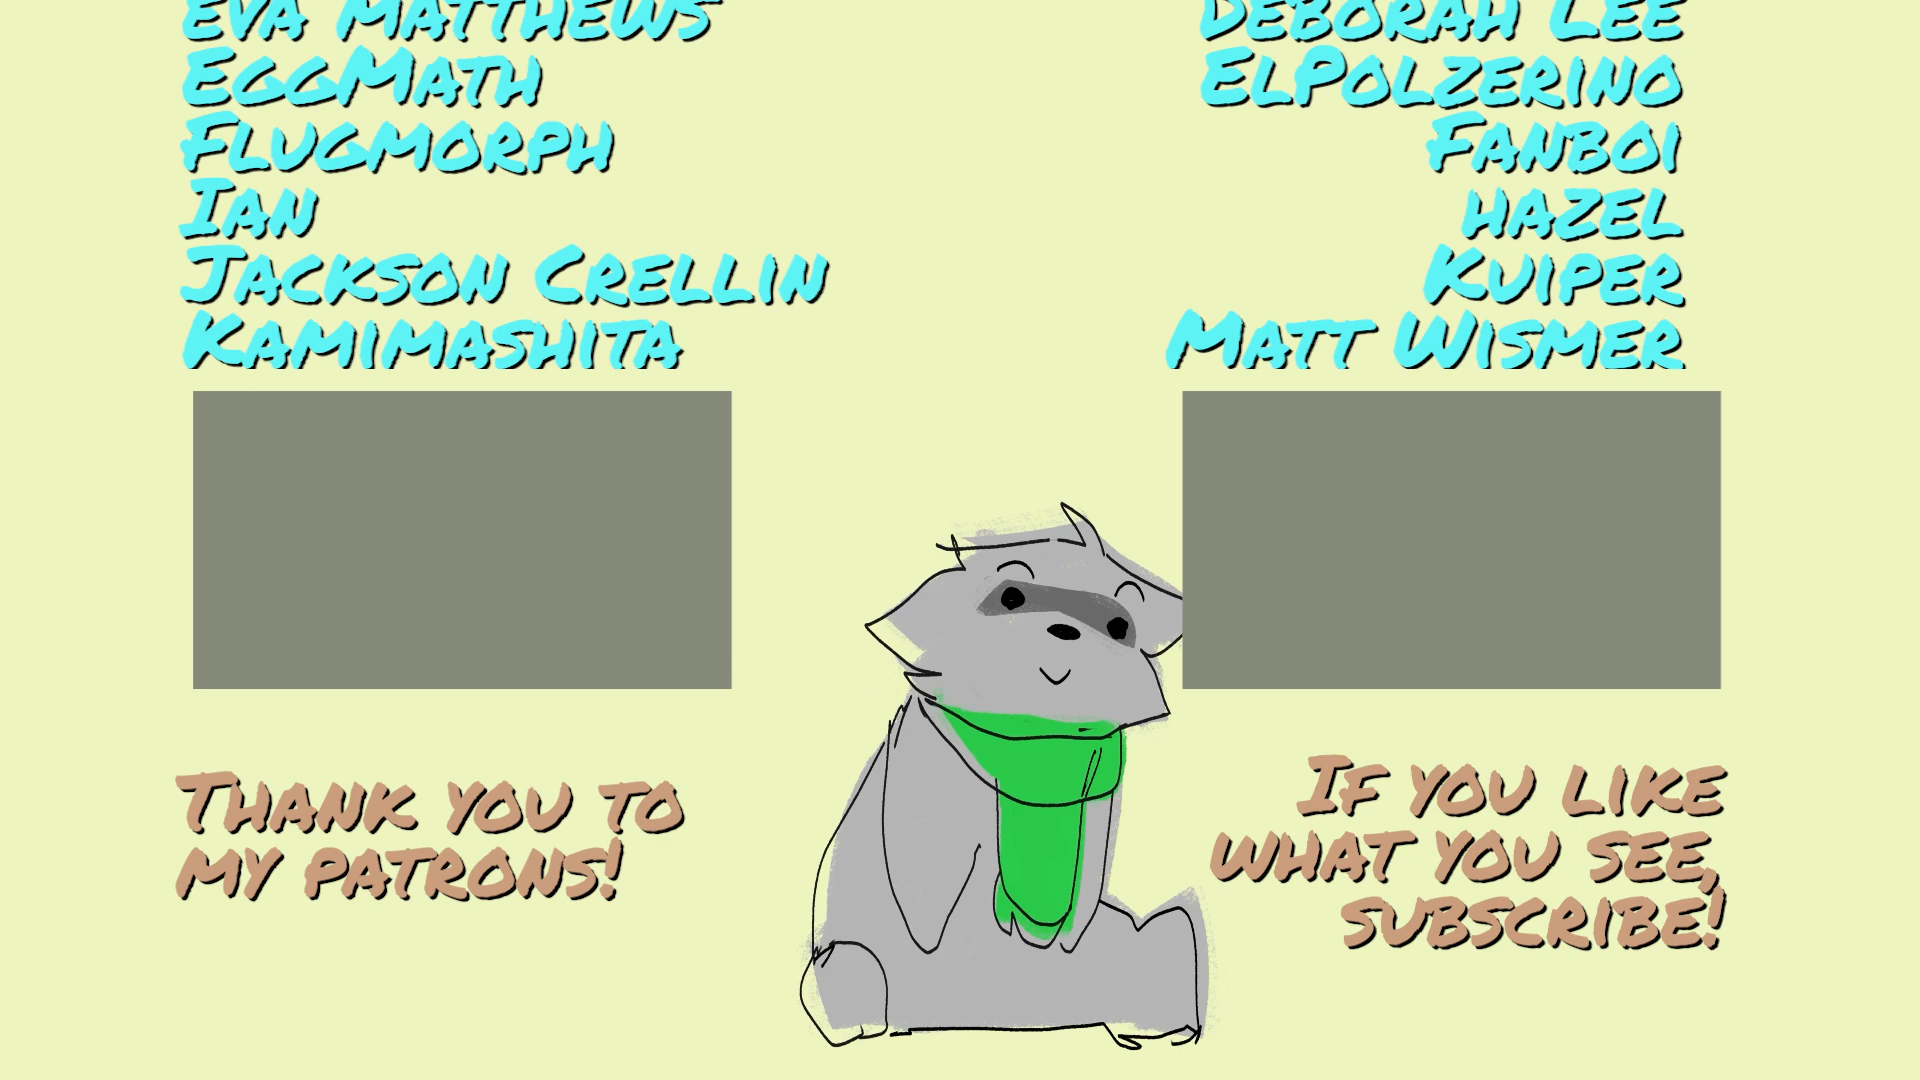 Eva Matthews
EggMath
Flugmorph
Ian
Jackson Crellin
Kamimashita
Deborah Lee
ElPolzerino
Fanboi
hazel
Kuiper
Matt Wismer
Thank you to
my patrons!
If you like
what you see,
subscribe!